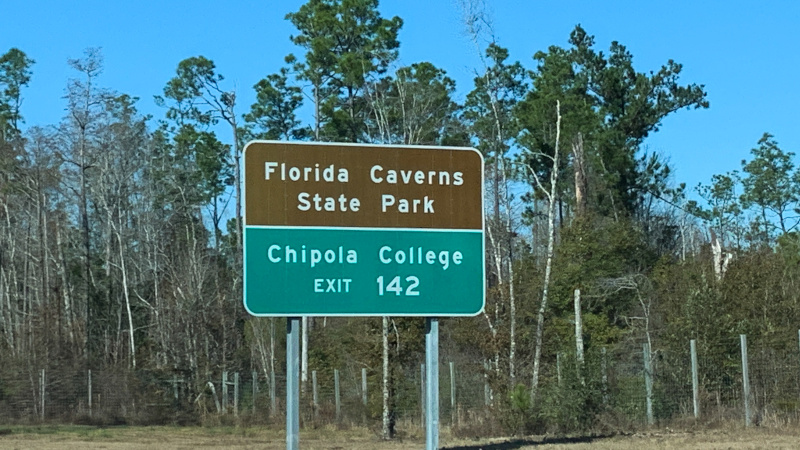 Florida Caverns
State Park
Chipola College
EXIT 142